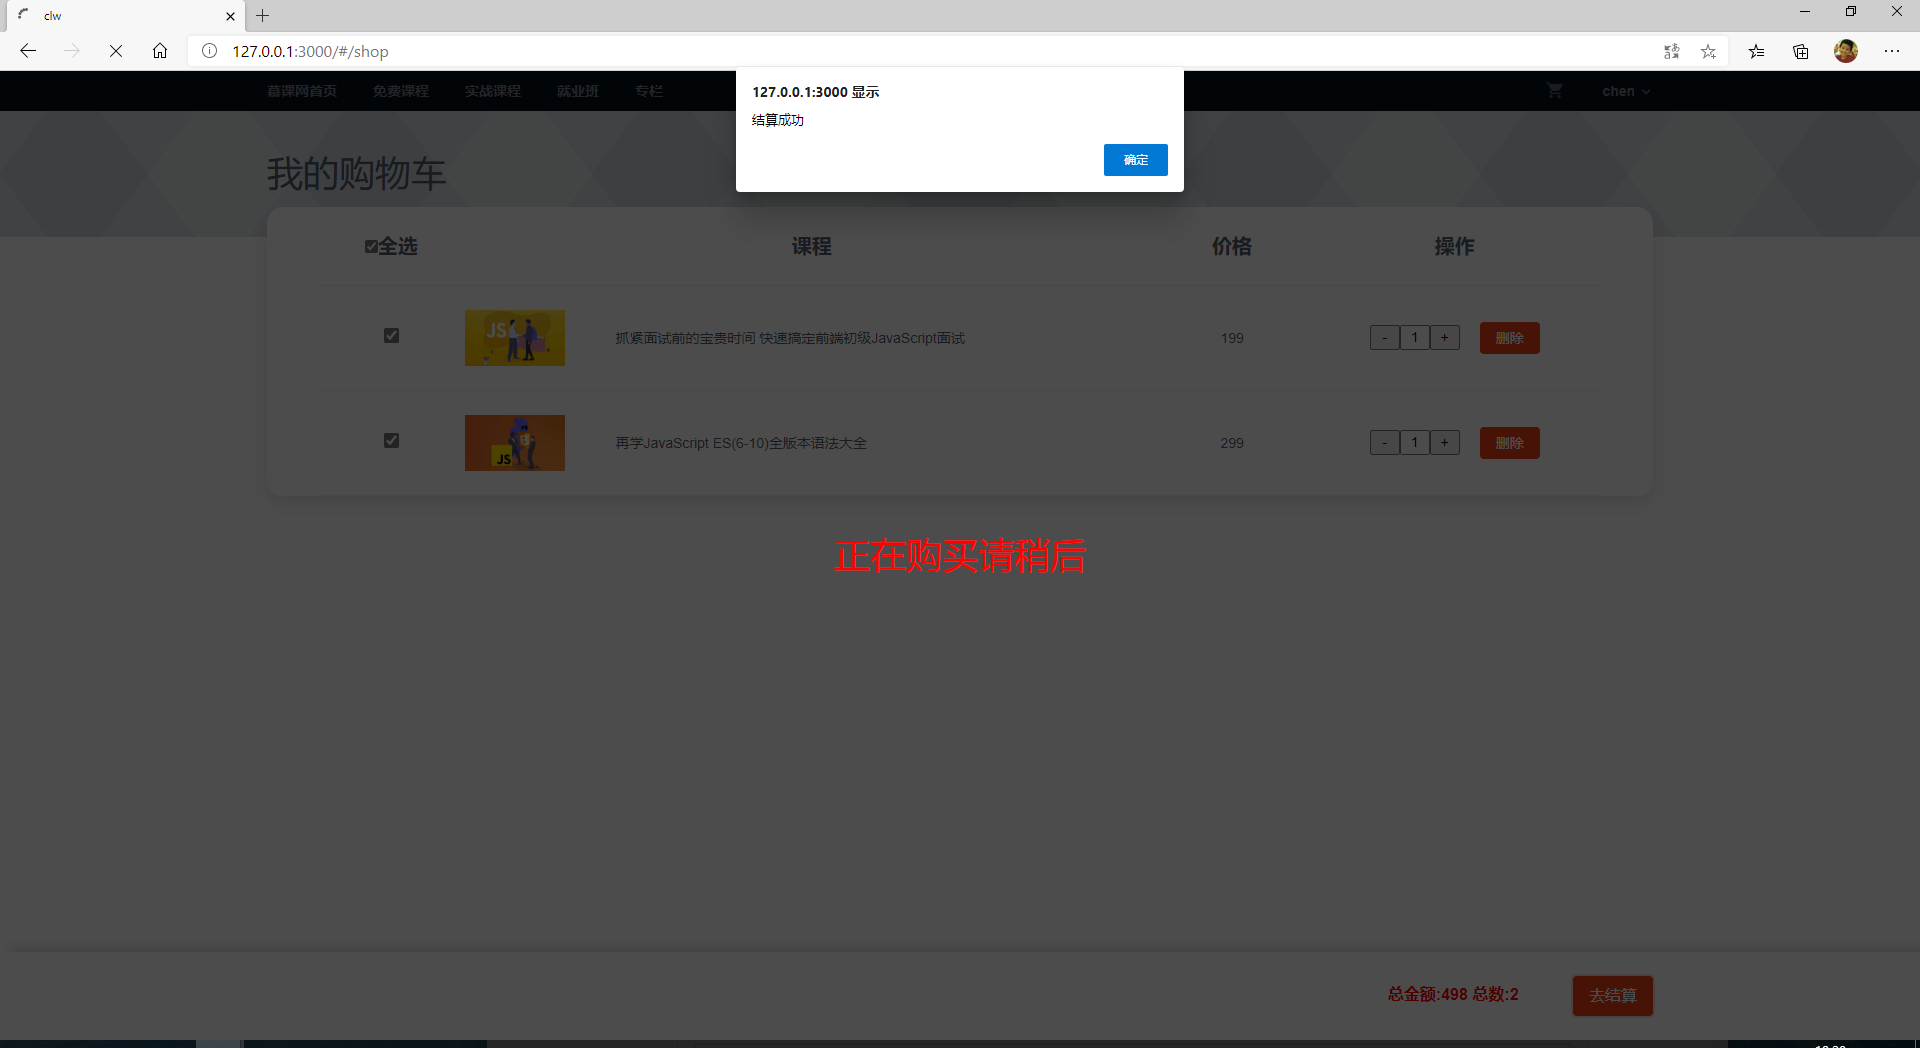 clw
127.0.0.1:3000/#/shop
慕课网首页 免费课程 实战课程 就业班 专栏
chen
127.0.0.1:3000 显示
结算成功
确定
我的购物车
全选 课程 价格 操作
JS
抓紧面试前的宝贵时间 快速搞定前端初级JavaScript面试 199 - 1 + 删除
JS
再学JavaScript ES(6-10)全版本语法大全 299 - 1 + 删除
正在购买请稍后
总金额:498 总数:2 去结算